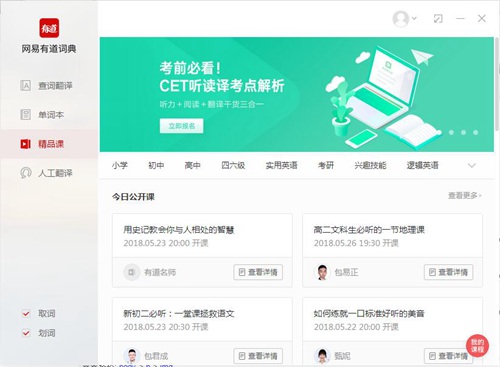 有道
网易有道词典
查词翻译
单词本
精品课
人工翻译
取词
划词
考前必看！
CET听读译考点解析
听力＋阅读＋翻译干货三合一
立即报名
小学 初中 高中 四六级 实用英语 考研 兴趣技能 逻辑英语
今日公开课 查看更多›
用史记教会你与人相处的智慧
2018.05.23 20:00 开课
有道名师 查看详情
高二文科生必听的一节地理课
2018.05.26 19:30 开课
包易正 查看详情
新初二必听：一堂课拯救语文
2018.05.23 20:30 开课
包君成 查看详情
如何练就一口标准好听的美音
2018.05.22 20:00 开课
甄妮 查看详情
我的
课程